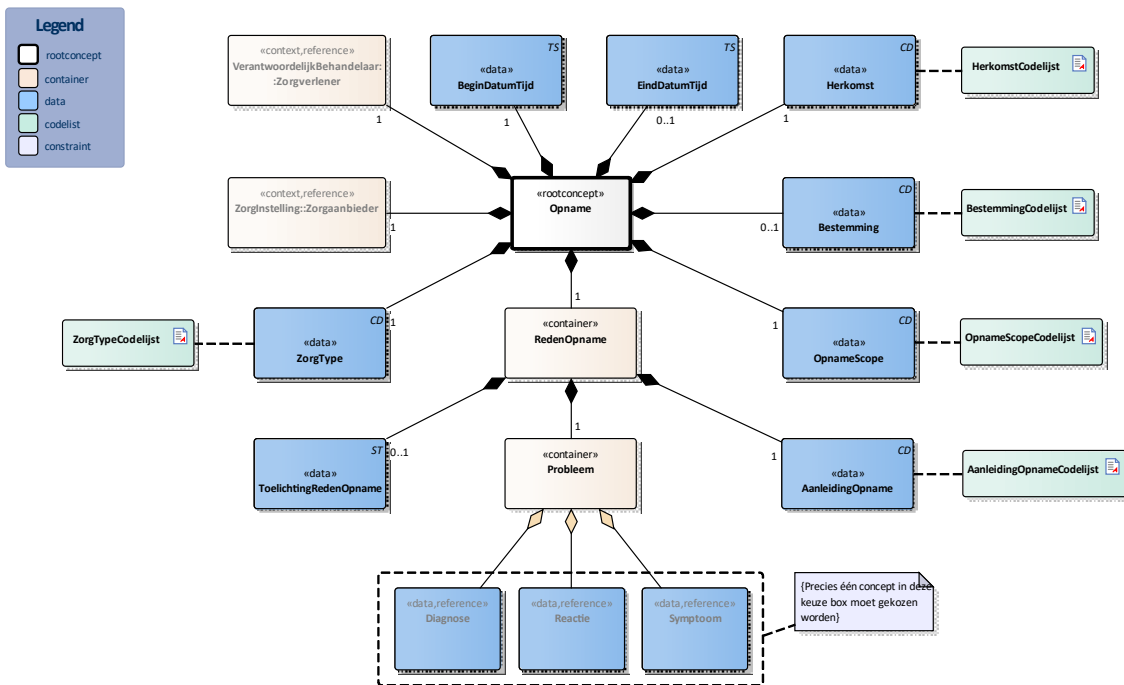 Legend
rootconcept
container
data
codelist
constraint
«context,reference»
VerantwoordelijkBehandelaar:
:Zorgverlener
1
TS
«data»
BeginDatumTijd
1
TS
«data»
EindDatumTijd
0..1
CD
«data»
Herkomst
1
HerkomstCodelijst
«context,reference»
ZorgInstelling::Zorgaanbieder
1
«rootconcept»
Opname
CD
«data»
Bestemming
0..1
BestemmingCodelijst
ZorgTypeCodelijst
CD
«data»
ZorgType
1
1
«container»
RedenOpname
CD
«data»
OpnameScope
1
OpnameScopeCodelijst
ST
«data»
ToelichtingRedenOpname
0..1
1
«container»
Probleem
CD
«data»
AanleidingOpname
1
AanleidingOpnameCodelijst
«data,reference»
Diagnose
«data,reference»
Reactie
«data,reference»
Symptoom
{Precies één concept in deze
keuze box moet gekozen
worden}